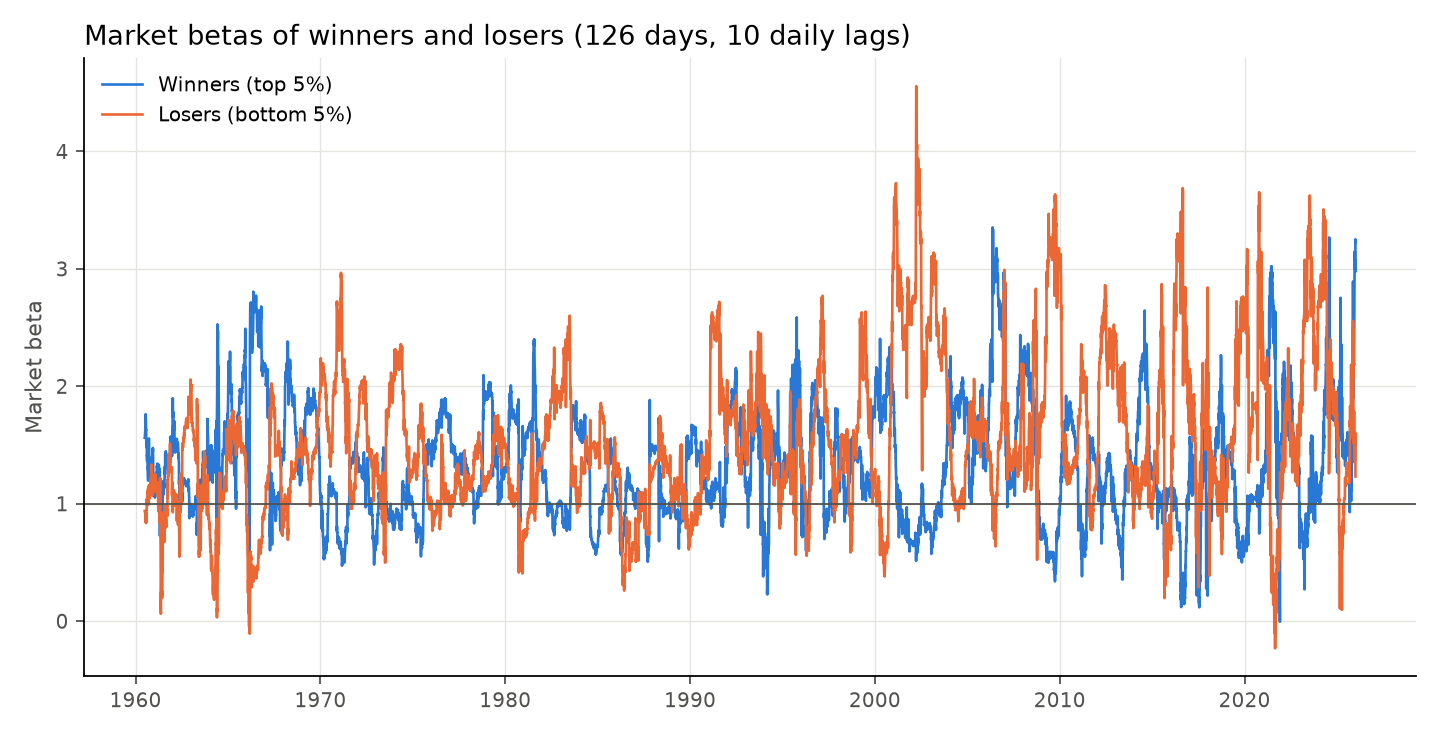 Market betas of winners and losers (126 days, 10 daily lags)
Winners (top 5%)
Losers (bottom 5%)
Market beta
4
3
2
1
0
1960 1970 1980 1990 2000 2010 2020